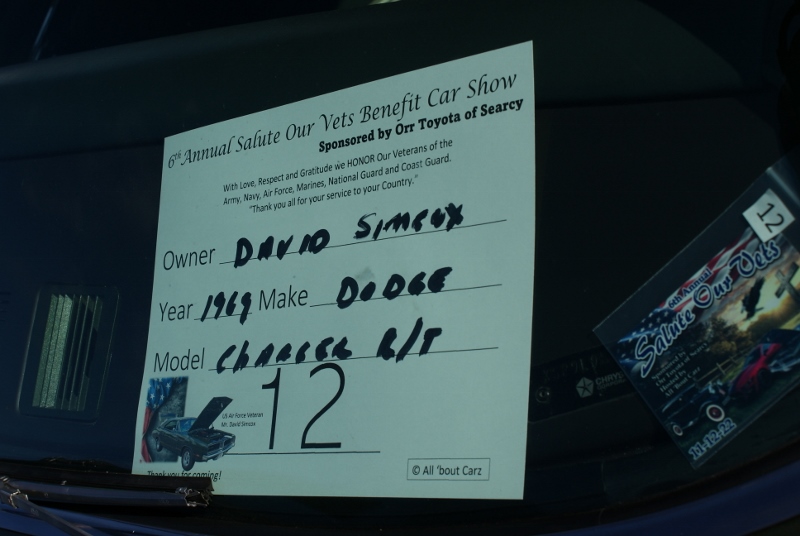 6th Annual Salute Our Vets Benefit Car Show
Sponsored by Orr Toyota of Searcy
With Love, Respect and Gratitude we HONOR Our Veterans of the
Army, Navy, Air Force, Marines, National Guard and Coast Guard.
"Thank you all for your service to your Country."
Owner DAVID SIMCOX
Year 1969 Make DODGE
Model CHARGER R/T
US Air Force Veteran
Mr. David Simcox
12
Thank you for coming!
© All 'bout Carz
12
6th Annual
Salute Our Vets
11-12-22